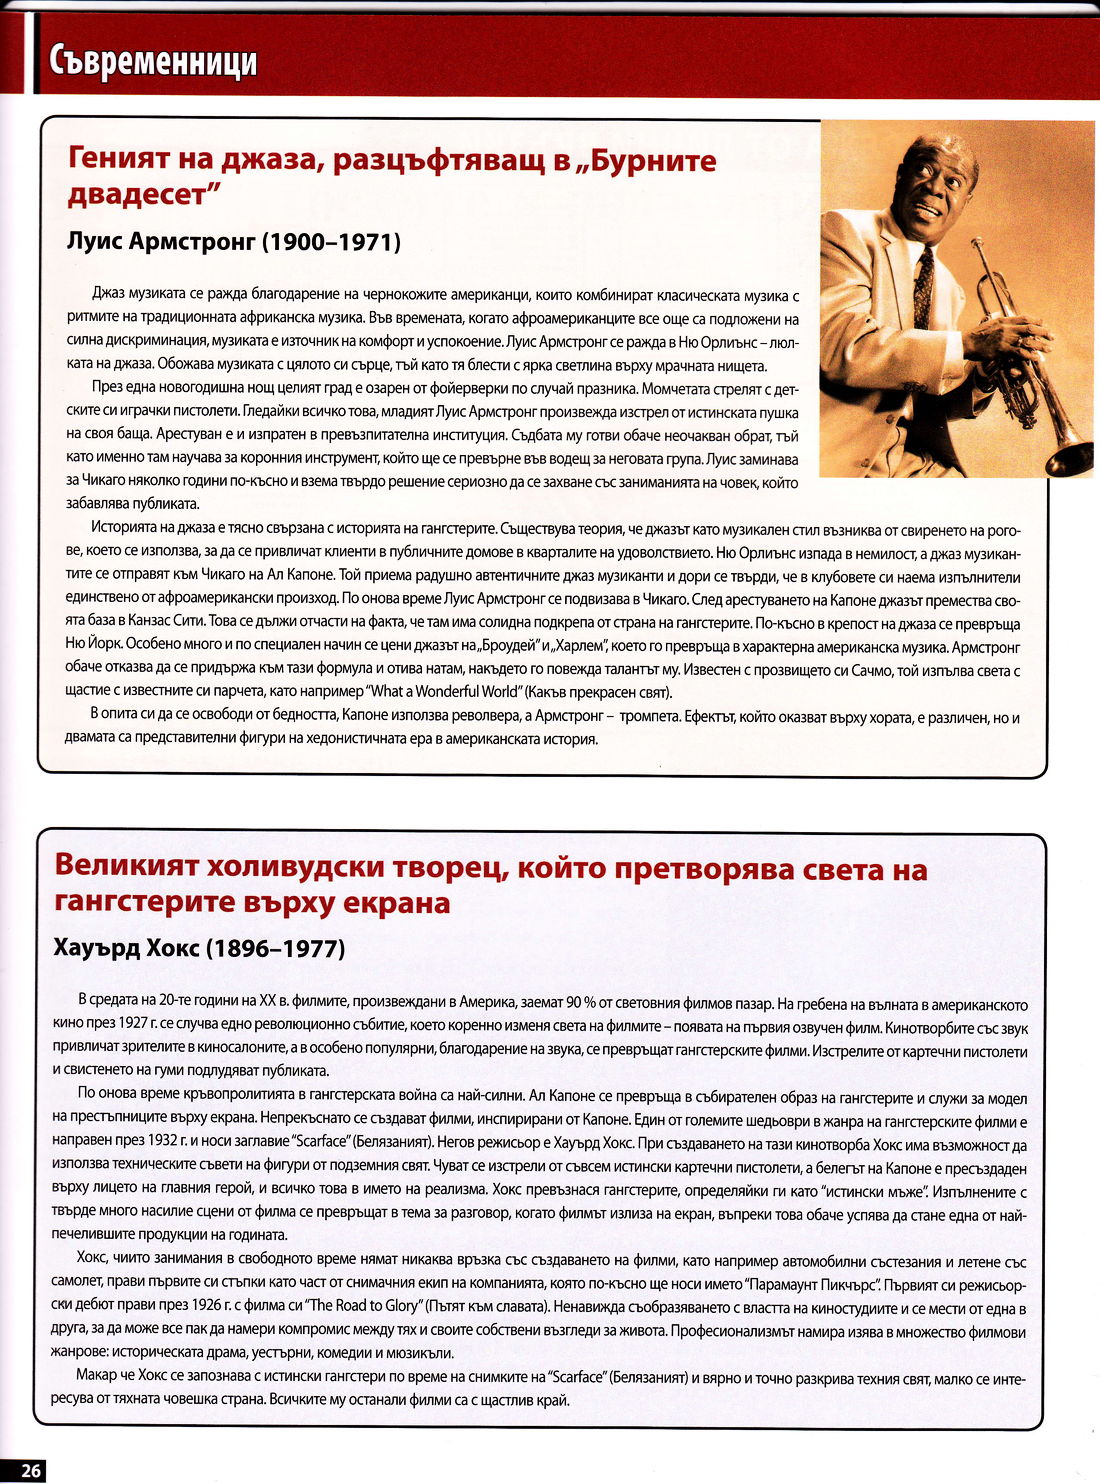 Съвременници
Геният на джаза, разцъфтяващ в „Бурните
двадесет”
Луис Армстронг (1900–1971)
Джаз музиката се ражда благодарение на чернокожите американци, които комбинират класическата музика с
ритмите на традиционната африканска музика. Във времената, когато афроамериканците все още са подложени на
силна дискриминация, музиката е източник на комфорт и успокоение. Луис Армстронг се ражда в Ню Орлиънс – люл-
ката на джаза. Обожава музиката с цялото си сърце, тъй като тя блести с ярка светлина върху мрачната нищета.
През една новогодишна нощ целият град е озарен от фойерверки по случай празника. Момчетата стрелят с дет-
ските си играчки пистолети. Гледайки всичко това, младият Луис Армстронг произвежда изстрел от истинската пушка
на своя баща. Арестуван е и изпратен в превъзпитателна институция. Съдбата му готви обаче неочакван обрат, тъй
като именно там научава за коронния инструмент, който ще се превърне във водещ за неговата група. Луис заминава
за Чикаго няколко години по-късно и взема твърдо решение сериозно да се захване със заниманията на човек, който
забавлява публиката.
Историята на джаза е тясно свързана с историята на гангстерите. Съществува теория, че джазът като музикален стил възниква от свиренето на рого-
ве, което се използва, за да се привличат клиенти в публичните домове в кварталите на удоволствието. Ню Орлиънс изпада в немилост, а джаз музикан-
тите се отправят към Чикаго на Ал Капоне. Той приема радушно автентичните джаз музиканти и дори се твърди, че в клубовете си наема изпълнители
единствено от афроамерикански произход. По онова време Луис Армстронг се подвизава в Чикаго. След арестуването на Капоне джазът премества сво-
ята база в Канзас Сити. Това се дължи отчасти на факта, че там има солидна подкрепа от страна на гангстерите. По-късно в крепост на джаза се превръща
Ню Йорк. Особено много и по специален начин се цени джазът на „Броудей” и „Харлем”, което го превръща в характерна американска музика. Армстронг
обаче отказва да се придържа към тази формула и отива натам, накъдето го повежда талантът му. Известен с прозвището си Сачмо, той изпълва света с
щастие с известните си парчета, като например “What a Wonderful World” (Какъв прекрасен свят).
В опита си да се освободи от бедността, Капоне използва револвера, а Армстронг – тромпета. Ефектът, който оказват върху хората, е различен, но и
двамата са представителни фигури на хедонистичната ера в американската история.
Великият холивудски творец, който претворява света на
гангстерите върху екрана
Хауърд Хокс (1896–1977)
В средата на 20-те години на XX в. филмите, произвеждани в Америка, заемат 90 % от световния филмов пазар. На гребена на вълната в американското
кино през 1927 г. се случва едно революционно събитие, което коренно изменя света на филмите – появата на първия озвучен филм. Кинотворбите със звук
привличат зрителите в киносалоните, а в особено популярни, благодарение на звука, се превръщат гангстерските филми. Изстрелите от картечни пистолети
и свистенето на гуми подлудяват публиката.
По онова време кръвопролитията в гангстерската война са най-силни. Ал Капоне се превръща в събирателен образ на гангстерите и служи за модел
на престъпниците върху екрана. Непрекъснато се създават филми, инспирирани от Капоне. Един от големите шедьоври в жанра на гангстерските филми е
направен през 1932 г. и носи заглавие “Scarface” (Белязаният). Негов режисьор е Хауърд Хокс. При създаването на тази кинотворба Хокс има възможност да
използва техническите съвети на фигури от подземния свят. Чуват се изстрели от съвсем истински картечни пистолети, а белегът на Капоне е пресъздаден
върху лицето на главния герой, и всичко това в името на реализма. Хокс превъзнася гангстерите, определяйки ги като “истински мъже”. Изпълнените с
твърде много насилие сцени от филма се превръщат в тема за разговор, когато филмът излиза на екран, въпреки това обаче успява да стане една от най-
печелившите продукции на годината.
Хокс, чиито занимания в свободното време нямат никаква връзка със създаването на филми, като например автомобилни състезания и летене със
самолет, прави първите си стъпки като част от снимачния екип на компанията, която по-късно ще носи името “Парамаунт Пикчърс”. Първият си режисьор-
ски дебют прави през 1926 г. с филма си “The Road to Glory” (Пътят към славата). Ненавижда съобразяването с властта на киностудиите и се мести от една в
друга, за да може все пак да намери компромис между тях и своите собствени възгледи за живота. Професионализмът намира изява в множество филмови
жанрове: историческата драма, уестърни, комедии и мюзикъли.
Макар че Хокс се запознава с истински гангстери по време на снимките на “Scarface” (Белязаният) и вярно и точно разкрива техния свят, малко се инте-
ресува от тяхната човешка страна. Всичките му останали филми са с щастлив край.
26